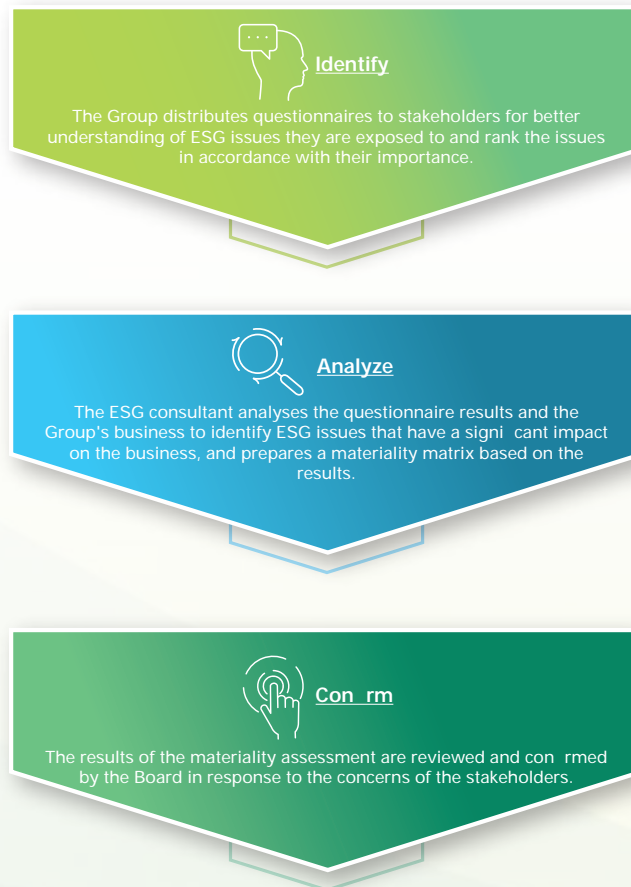 Identify
The Group distributes questionnaires to stakeholders for better
understanding of ESG issues they are exposed to and rank the issues
in accordance with their importance.
Analyze
The ESG consultant analyses the questionnaire results and the
Group's business to identify ESG issues that have a signi cant impact
on the business, and prepares a materiality matrix based on the
results.
Con rm
The results of the materiality assessment are reviewed and con rmed
by the Board in response to the concerns of the stakeholders.